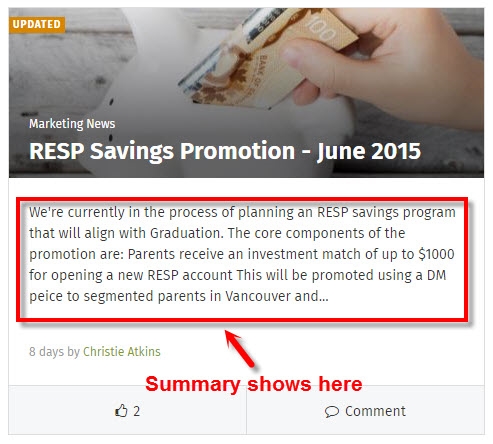 UPDATED
100
Marketing News
RESP Savings Promotion - June 2015
We're currently in the process of planning an RESP savings program
that will align with Graduation. The core components of the
promotion are: Parents receive an investment match of up to $1000
for opening a new RESP account This will be promoted using a DM
peice to segmented parents in Vancouver and...
8 days by Christie Atkins
Summary shows here
2
Comment